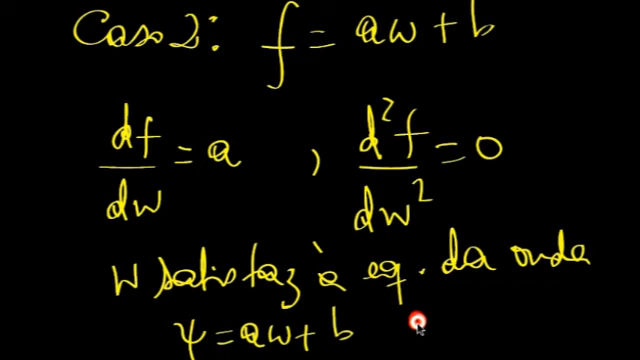 Caso 2: f = aw + b
df/dw = a , d²f/dw² = 0
W satisfaz à eq. da onda
ψ = aw + b